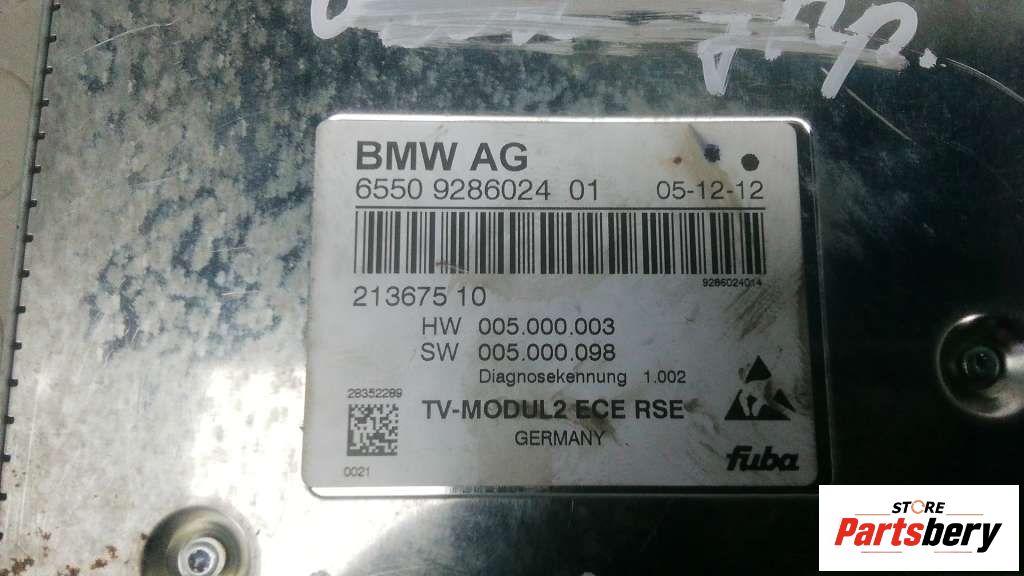 BMW AG
6550 9286024 01 05-12-12
9286024014
213675 10
HW 005.000.003
SW 005.000.098
Diagnosekennung 1.002
28352289
TV-MODUL2 ECE RSE
GERMANY
fuba
0021
STORE
Partsbery